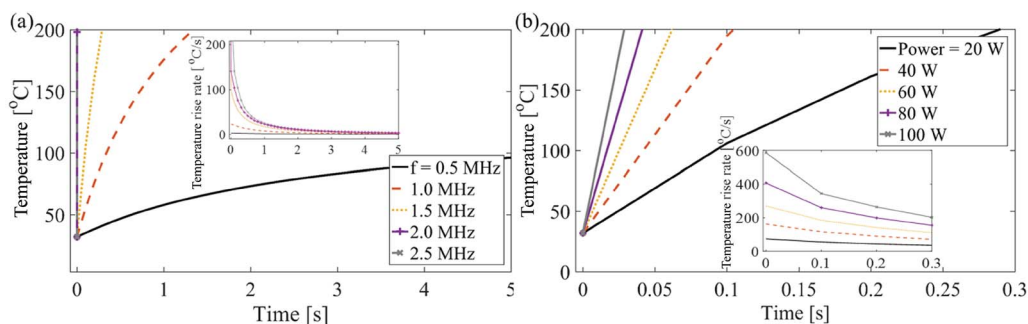 (a)
200
150
100
50
Temperature [°C]
0
1
2
3
4
5
Time [s]
Temperature rise rate [ °C/s]
200
150
100
50
0
0
1
2
3
4
5
f = 0.5 MHz
1.0 MHz
1.5 MHz
2.0 MHz
2.5 MHz
(b)
200
150
100
50
0
Temperature [°C]
0
0.05
0.1
0.15
0.2
0.25
0.3
Time [s]
Power = 20 W
40 W
60 W
80 W
100 W
Temperature rise rate [°C/s]
600
400
200
0
0
0.1
0.2
0.3